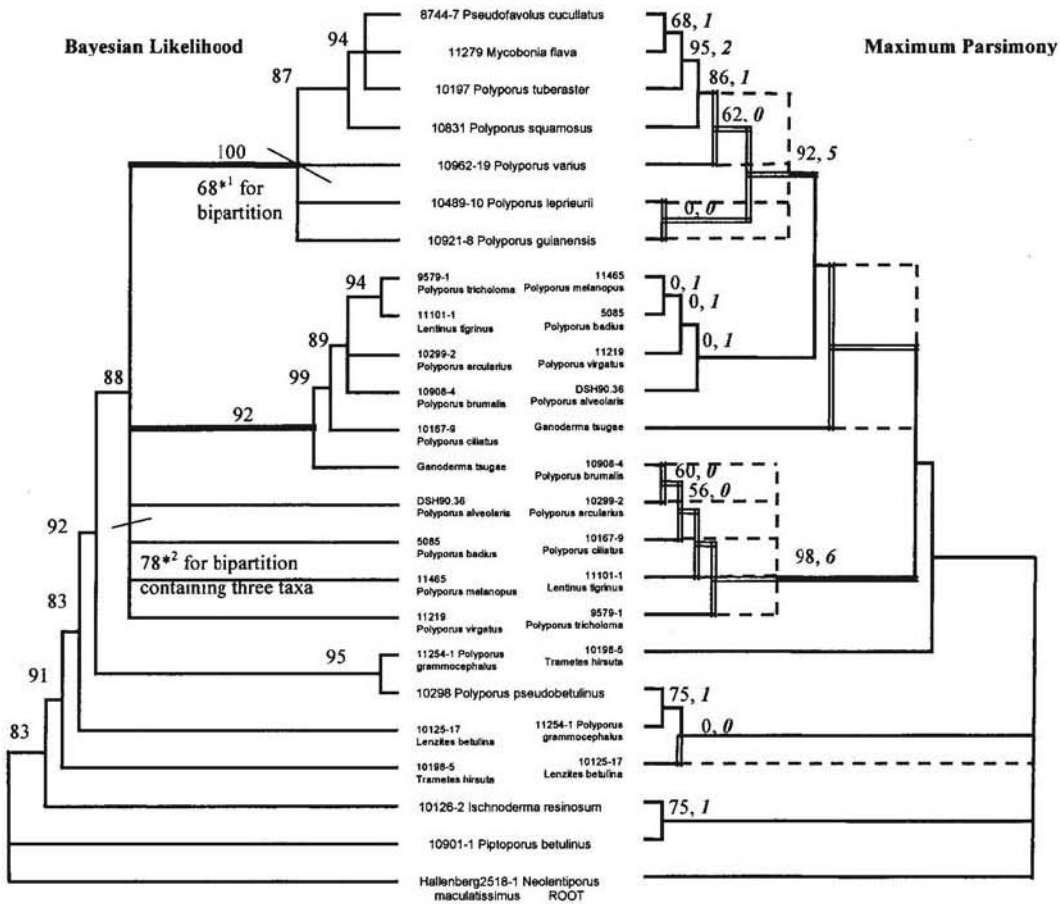 Bayesian Likelihood
Maximum Parsimony
8744-7 Pseudofavolus cucullatus
11279 Mycobonia flava
10197 Polyporus tuberaster
10831 Polyporus squamosus
10962-19 Polyporus varius
10489-10 Polyporus leprieurii
10921-8 Polyporus guianensis
94
87
100
68*1 for
bipartition
68, 1
95, 2
86, 1
62, 0
92, 5
0, 0
9579-1
Polyporus tricholoma
11101-1
Lentinus tigrinus
10299-2
Polyporus arcularius
10908-4
Polyporus brumalis
10167-9
Polyporus ciliatus
Ganoderma tsugae
DSH90.36
Polyporus alveolaris
5085
Polyporus badius
11465
Polyporus melanopus
11219
Polyporus virgatus
94
89
99
92
88
92
78*2 for bipartition
containing three taxa
83
91
83
95
11465
Polyporus melanopus
5085
Polyporus badius
11219
Polyporus virgatus
DSH90.36
Polyporus alveolaris
Ganoderma tsugae
10908-4
Polyporus brumalis
10299-2
Polyporus arcularius
10167-9
Polyporus ciliatus
11101-1
Lentinus tigrinus
9579-1
Polyporus tricholoma
10198-5
Trametes hirsuta
0, 1
0, 1
0, 1
60, 0
56, 0
98, 6
11254-1 Polyporus
grammocephalus
10298 Polyporus pseudobetulinus
10125-17
Lenzites betulina
10198-5
Trametes hirsuta
11254-1 Polyporus
grammocephalus
10125-17
Lenzites betulina
75, 1
0, 0
10126-2 Ischnoderma resinosum
10901-1 Piptoporus betulinus
75, 1
Hallenberg2518-1 Neolentiporus
maculatissimus ROOT